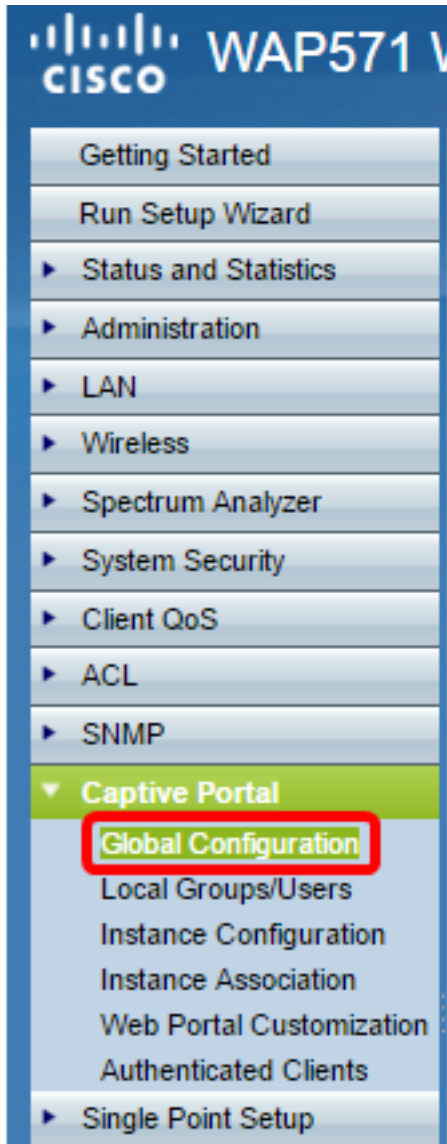 CISCO WAP571 W
Getting Started
Run Setup Wizard
Status and Statistics
Administration
LAN
Wireless
Spectrum Analyzer
System Security
Client QoS
ACL
SNMP
Captive Portal
Global Configuration
Local Groups/Users
Instance Configuration
Instance Association
Web Portal Customization
Authenticated Clients
Single Point Setup